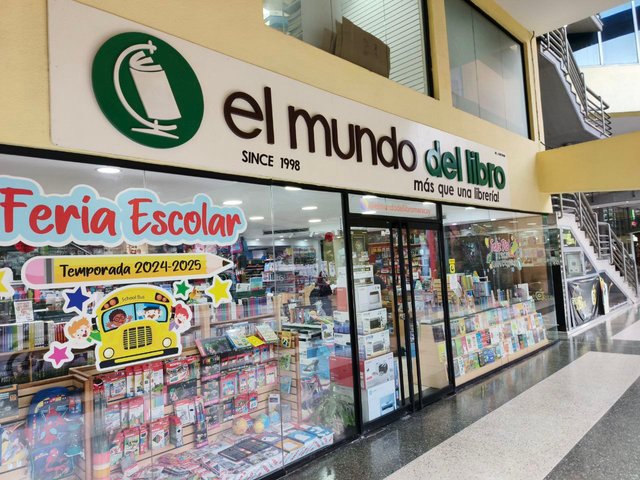 el mundo del libro
SINCE 1998
más que una librería!
Feria Escolar
Temporada 2024-2025
School Bus